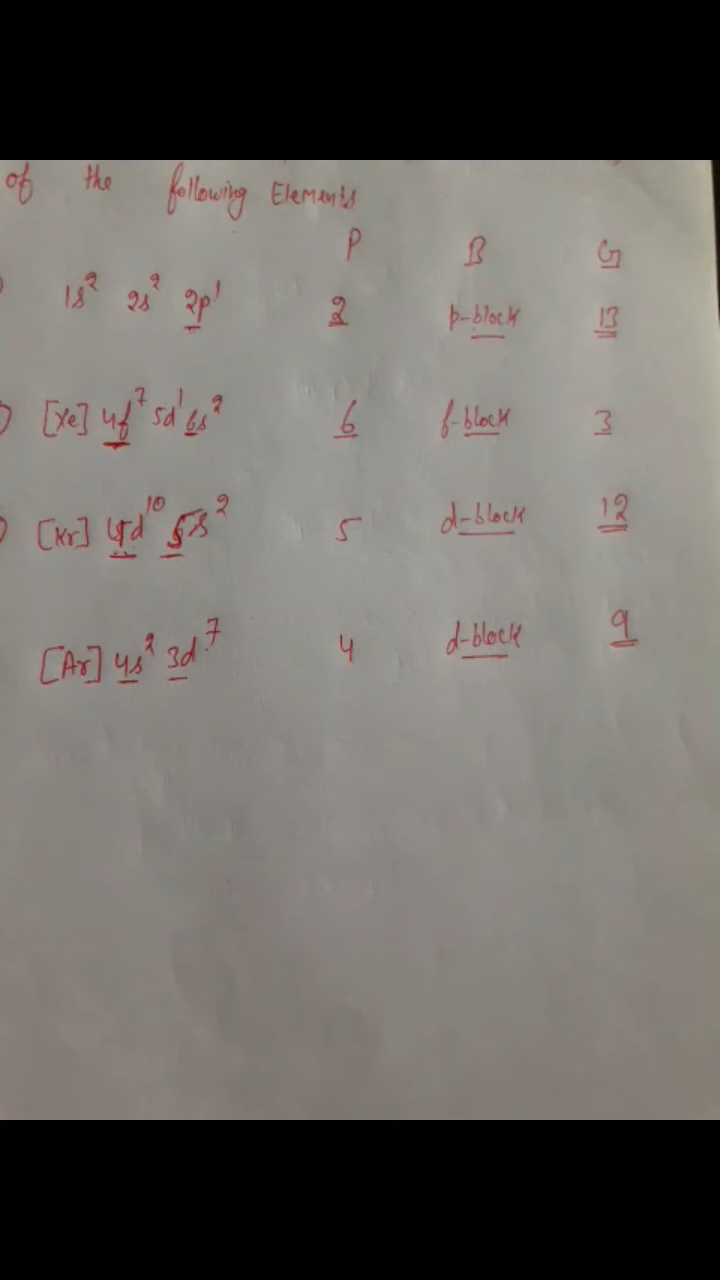 of the following Elements
P B G
1s² 2s² 2p¹ 2 p-block 13
[Xe] 4f⁷ 5d¹ 6s² 6 f-block 3
[Kr] 4d¹⁰ 5s² 5 d-block 12
[Ar] 4s² 3d⁷ 4 d-block 9